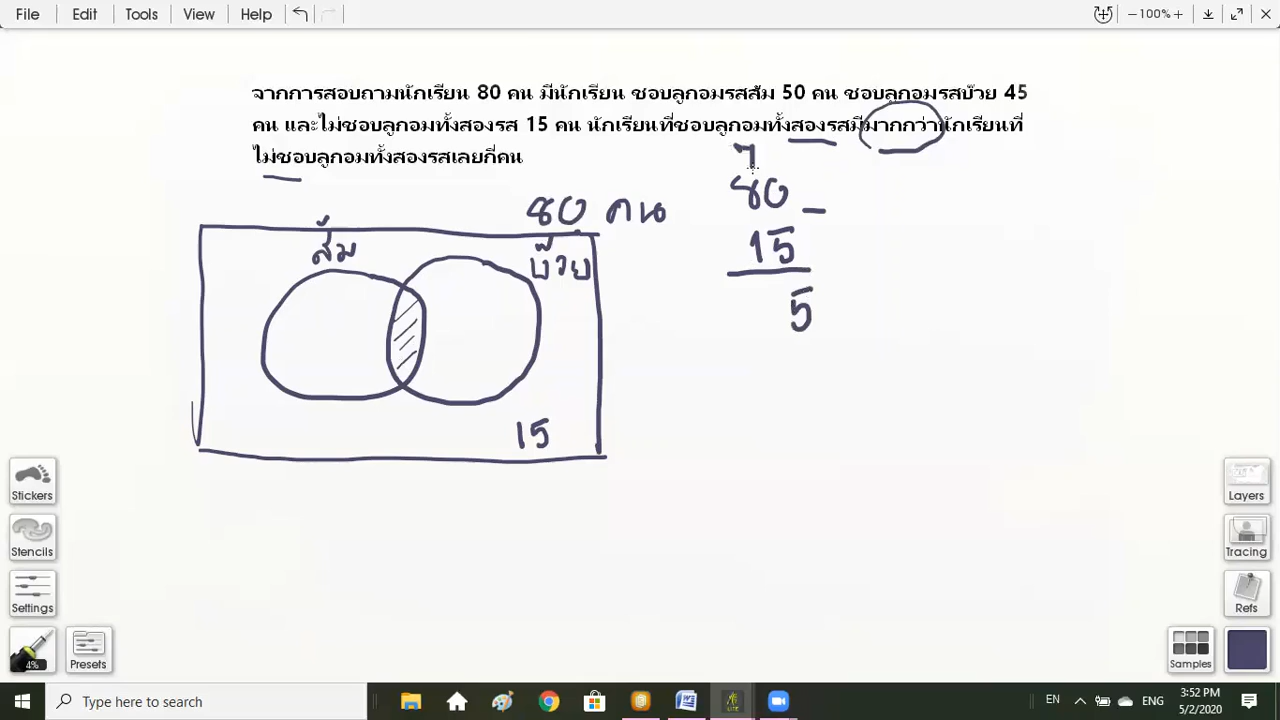 File Edit Tools View Help
−100%+
จากการสอบถามนักเรียน 80 คน มีนักเรียน ชอบลูกอมรสส้ม 50 คน ชอบลูกอมรสบ๊วย 45
คน และไม่ชอบลูกอมทั้งสองรส 15 คน นักเรียนที่ชอบลูกอมทั้งสองรสมีมากกว่านักเรียนที่
ไม่ชอบลูกอมทั้งสองรสเลยกี่คน
7
80 –
15
5
80 คน
ส้ม
บ๊วย
15
Stickers
Stencils
Settings
4%
Presets
Layers
Tracing
Refs
Samples
Type here to search
EN
ENG
3:52 PM
5/2/2020